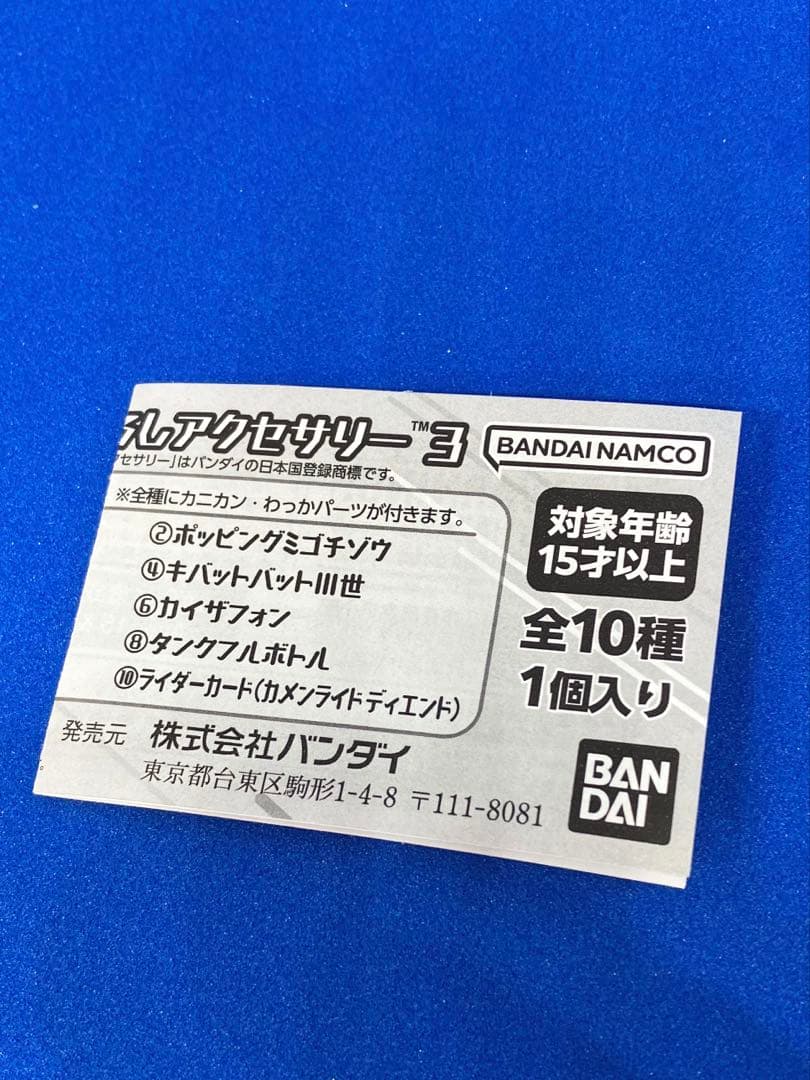 しアクセサリー™3
BANDAI NAMCO
アクセサリー」はバンダイの日本国登録商標です。
※全種にカニカン・わっかパーツが付きます。
②ポッピングミゴチゾウ
④キバットバットⅢ世
⑥カイザフォン
⑧タンクフルボトル
⑩ライダーカード(カメンライドディエンド)
対象年齢
15才以上
全10種
1個入り
発売元 株式会社バンダイ
東京都台東区駒形1-4-8 〒111-8081
BAN
DAI